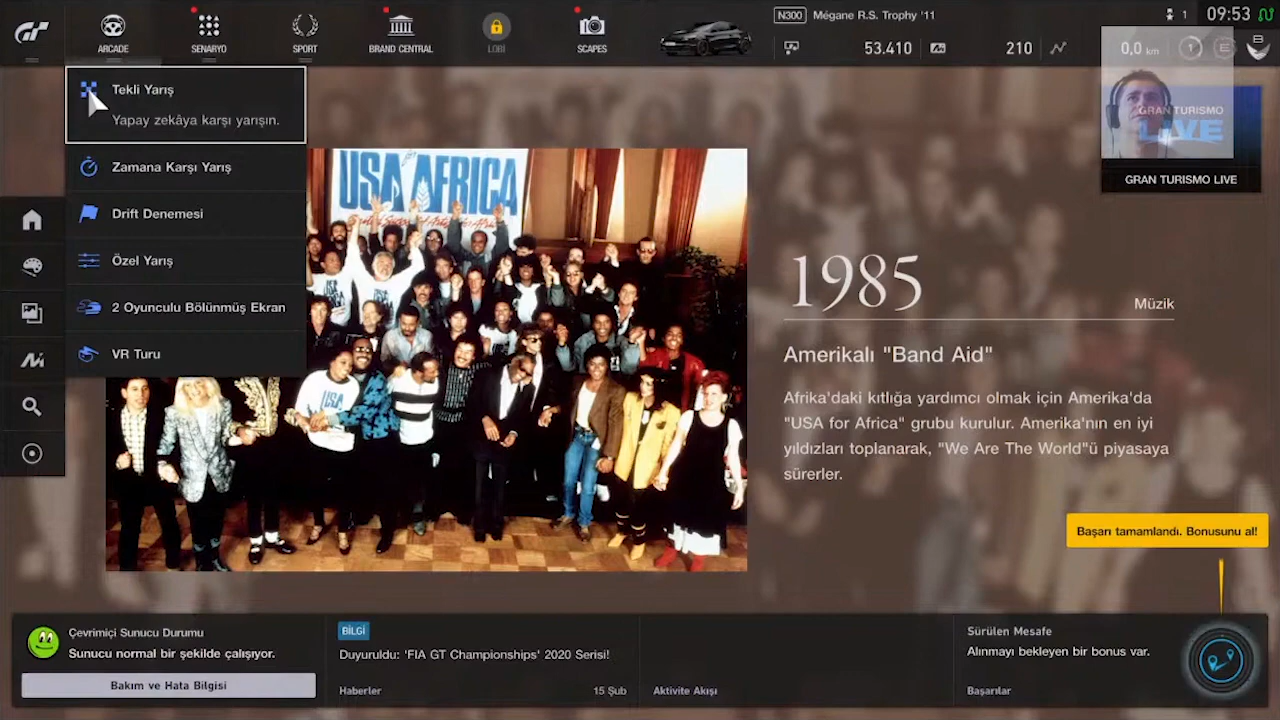 GT
ARCADE
SENARYO
SPORT
BRAND CENTRAL
LOBİ
SCAPES
N300 Mégane R.S. Trophy '11
53.410
210
1
09:53
0,0 km
E
B
Tekli Yarış
Yapay zekâya karşı yarışın.
Zamana Karşı Yarış
Drift Denemesi
Özel Yarış
2 Oyunculu Bölünmüş Ekran
VR Turu
GRAN TURISMO
LIVE
GRAN TURISMO LIVE
USA for AFRICA
USA
1985
Müzik
Amerikalı "Band Aid"
Afrika'daki kıtlığa yardımcı olmak için Amerika'da
"USA for Africa" grubu kurulur. Amerika'nın en iyi
yıldızları toplanarak, "We Are The World"ü piyasaya
sürerler.
Başarı tamamlandı. Bonusunu al!
Çevrimiçi Sunucu Durumu
Sunucu normal bir şekilde çalışıyor.
Bakım ve Hata Bilgisi
BİLGİ
Duyuruldu: 'FIA GT Championships' 2020 Serisi!
Haberler
15 Şub
Aktivite Akışı
Sürülen Mesafe
Alınmayı bekleyen bir bonus var.
Başarılar